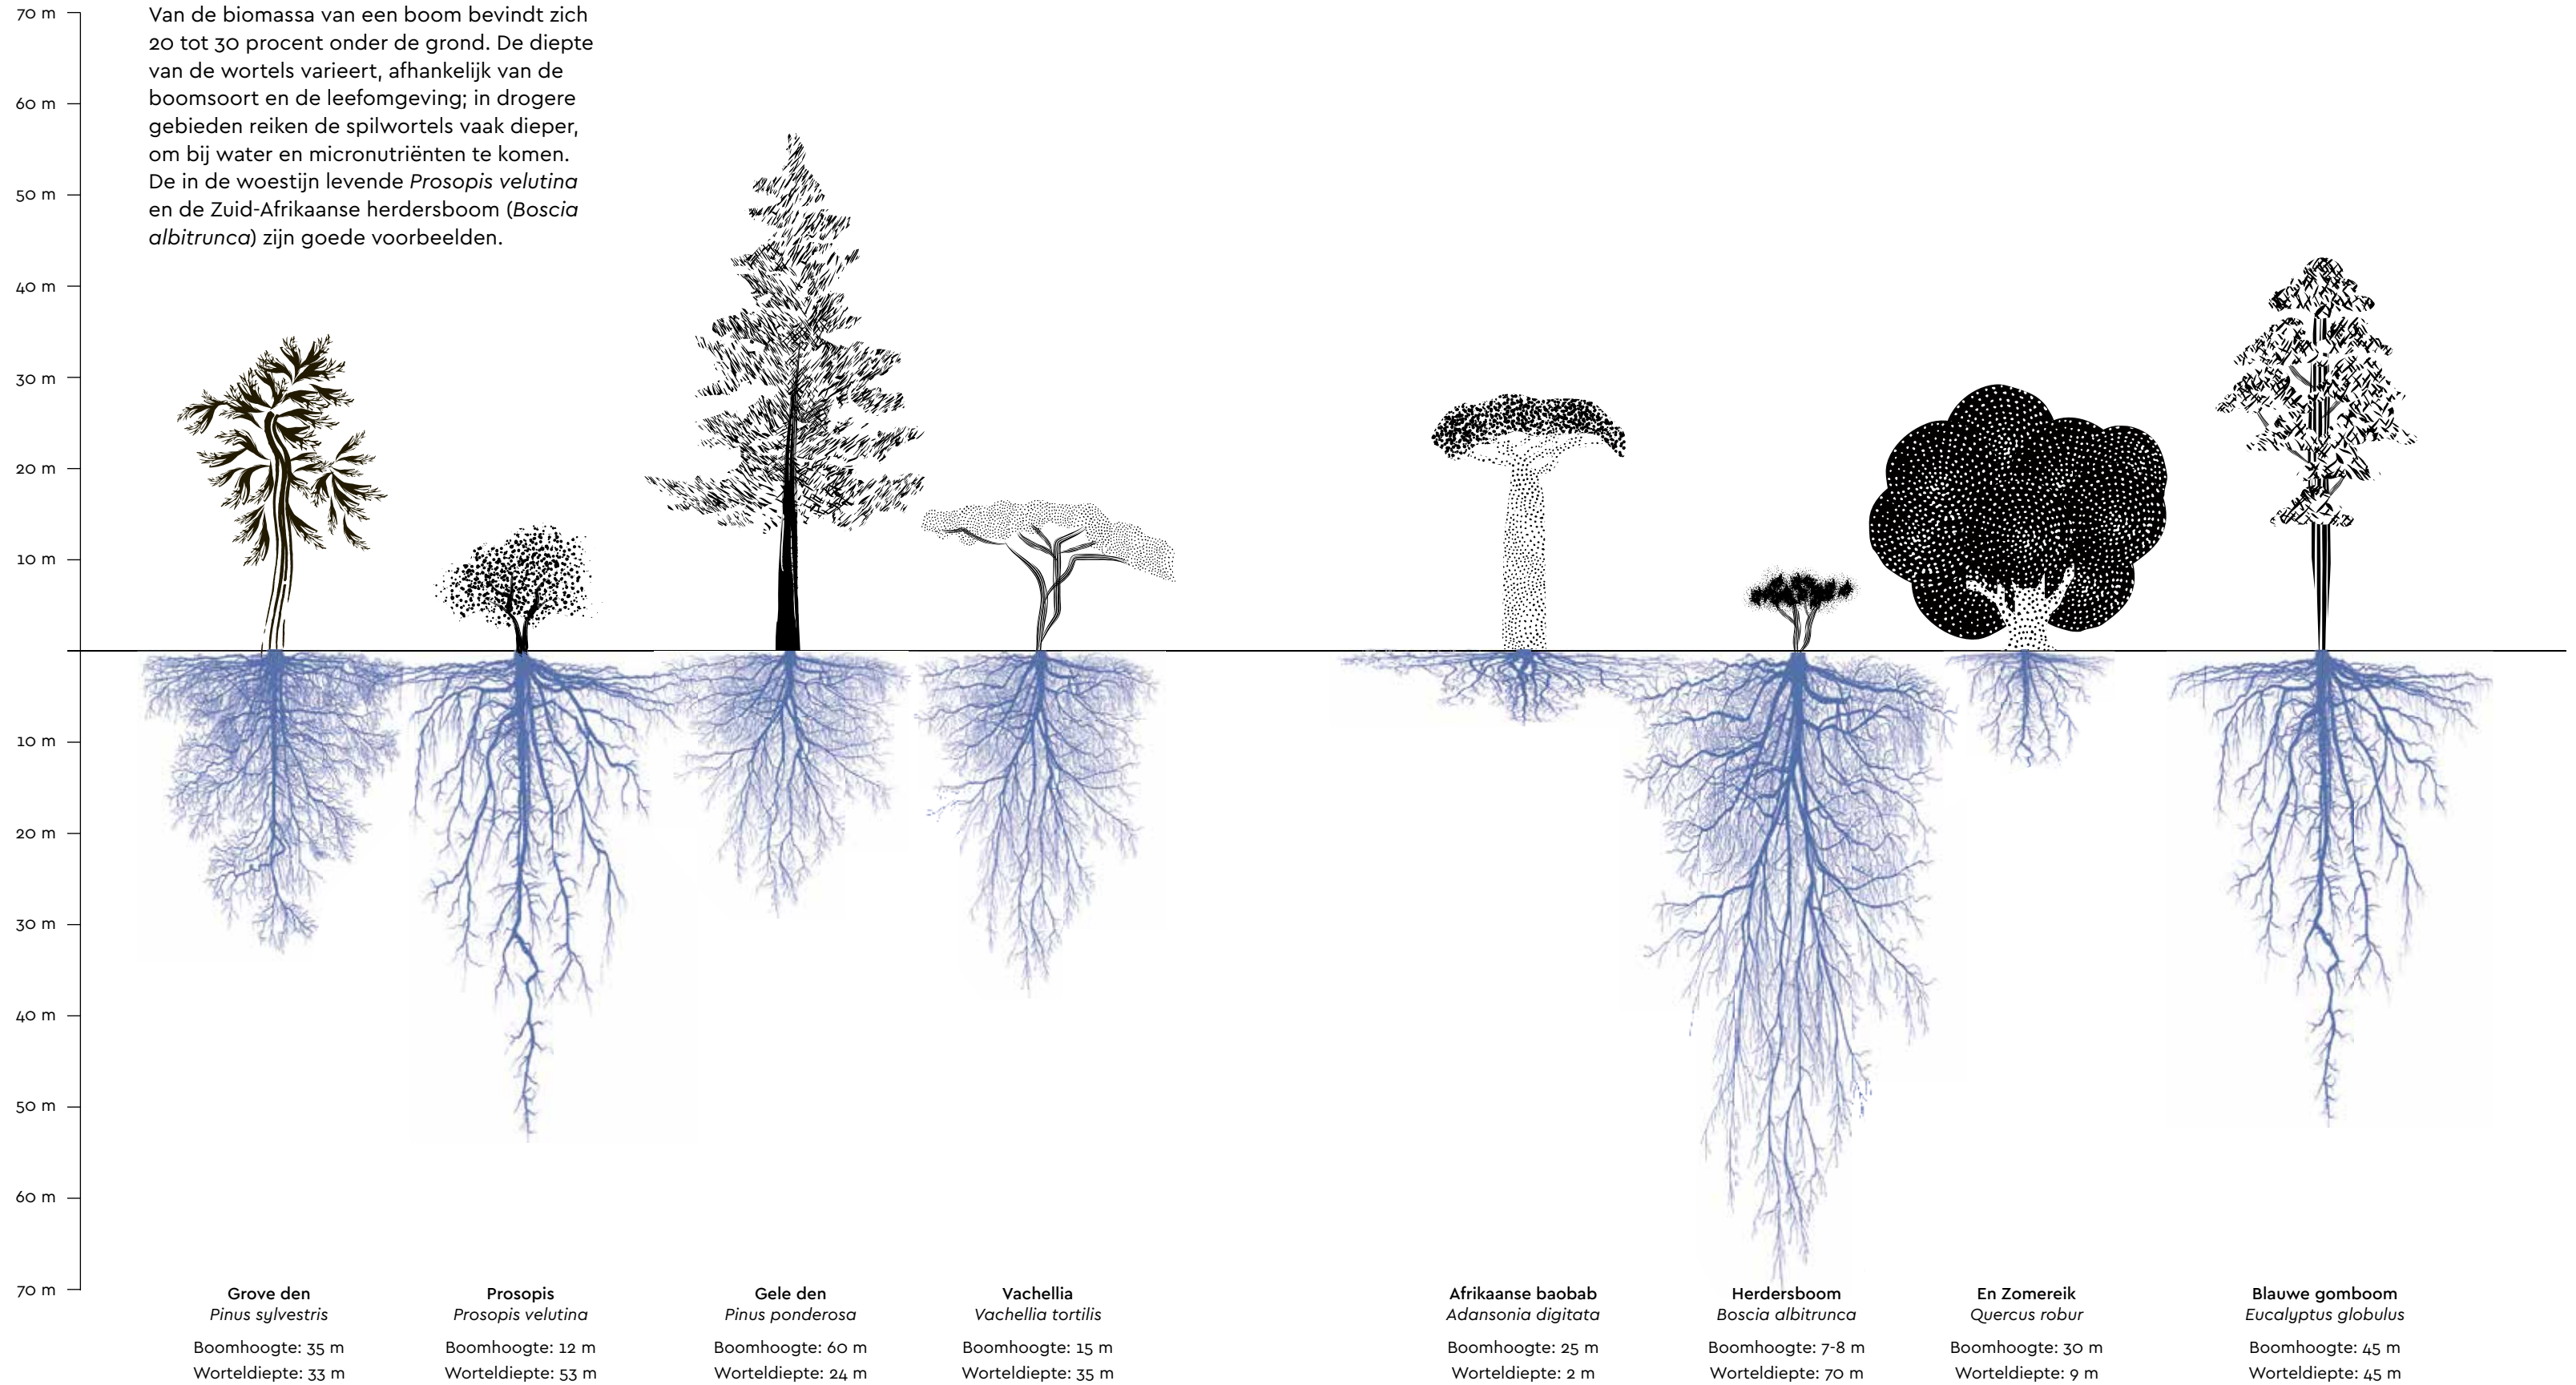 70 m
60 m
50 m
40 m
30 m
20 m
10 m
10 m
20 m
30 m
40 m
50 m
60 m
70 m
Van de biomassa van een boom bevindt zich
20 tot 30 procent onder de grond. De diepte
van de wortels varieert, afhankelijk van de
boomsoort en de leefomgeving; in drogere
gebieden reiken de spilwortels vaak dieper,
om bij water en micronutriënten te komen.
De in de woestijn levende Prosopis velutina
en de Zuid-Afrikaanse herdersboom (Boscia
albitrunca) zijn goede voorbeelden.
Grove den
Pinus sylvestris
Boomhoogte: 35 m
Worteldiepte: 33 m
Prosopis
Prosopis velutina
Boomhoogte: 12 m
Worteldiepte: 53 m
Gele den
Pinus ponderosa
Boomhoogte: 60 m
Worteldiepte: 24 m
Vachellia
Vachellia tortilis
Boomhoogte: 15 m
Worteldiepte: 35 m
Afrikaanse baobab
Adansonia digitata
Boomhoogte: 25 m
Worteldiepte: 2 m
Herdersboom
Boscia albitrunca
Boomhoogte: 7-8 m
Worteldiepte: 70 m
En Zomereik
Quercus robur
Boomhoogte: 30 m
Worteldiepte: 9 m
Blauwe gomboom
Eucalyptus globulus
Boomhoogte: 45 m
Worteldiepte: 45 m